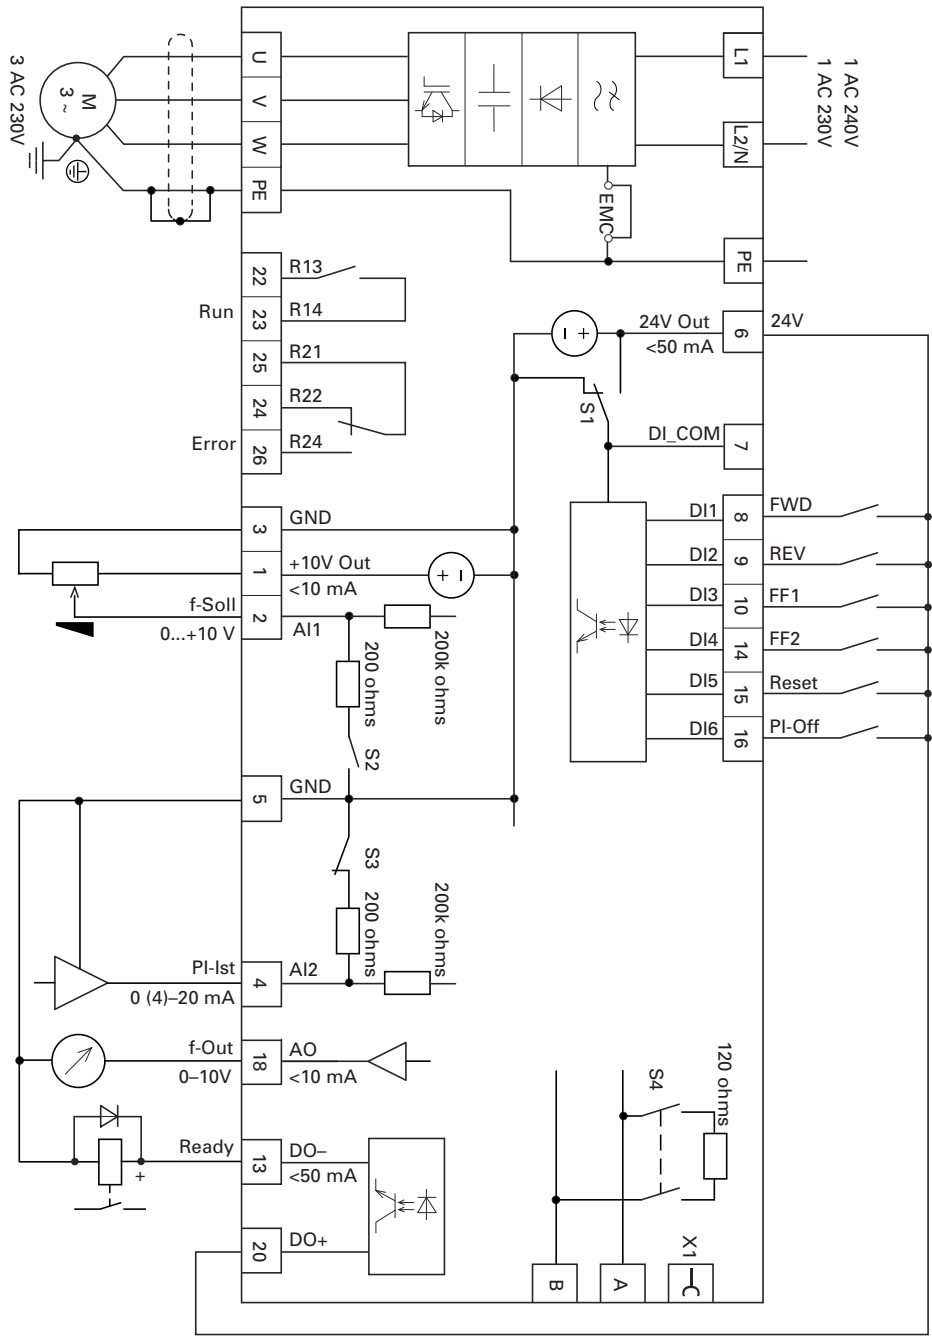 1 AC 240V
1 AC 230V
L1
L2/N
PE
EMC
U
V
W
PE
M
3 ~
3 AC 230V
22
R13
Run
23
R14
25
R21
24
R22
Error
26
R24
6
24V
24V Out
<50 mA
– +
S1
7
DI_COM
8
DI1
FWD
9
DI2
REV
10
DI3
FF1
14
DI4
FF2
15
DI5
Reset
16
DI6
PI-Off
3
GND
1
+10V Out
<10 mA
+ –
2
f-Soll
0...+10 V
AI1
200 ohms
200k ohms
S2
5
GND
S3
200 ohms
200k ohms
4
PI-Ist
0 (4)–20 mA
AI2
18
f-Out
0–10V
AO
<10 mA
13
Ready
+
DO–
<50 mA
20
DO+
S4
120 ohms
X1
B
A